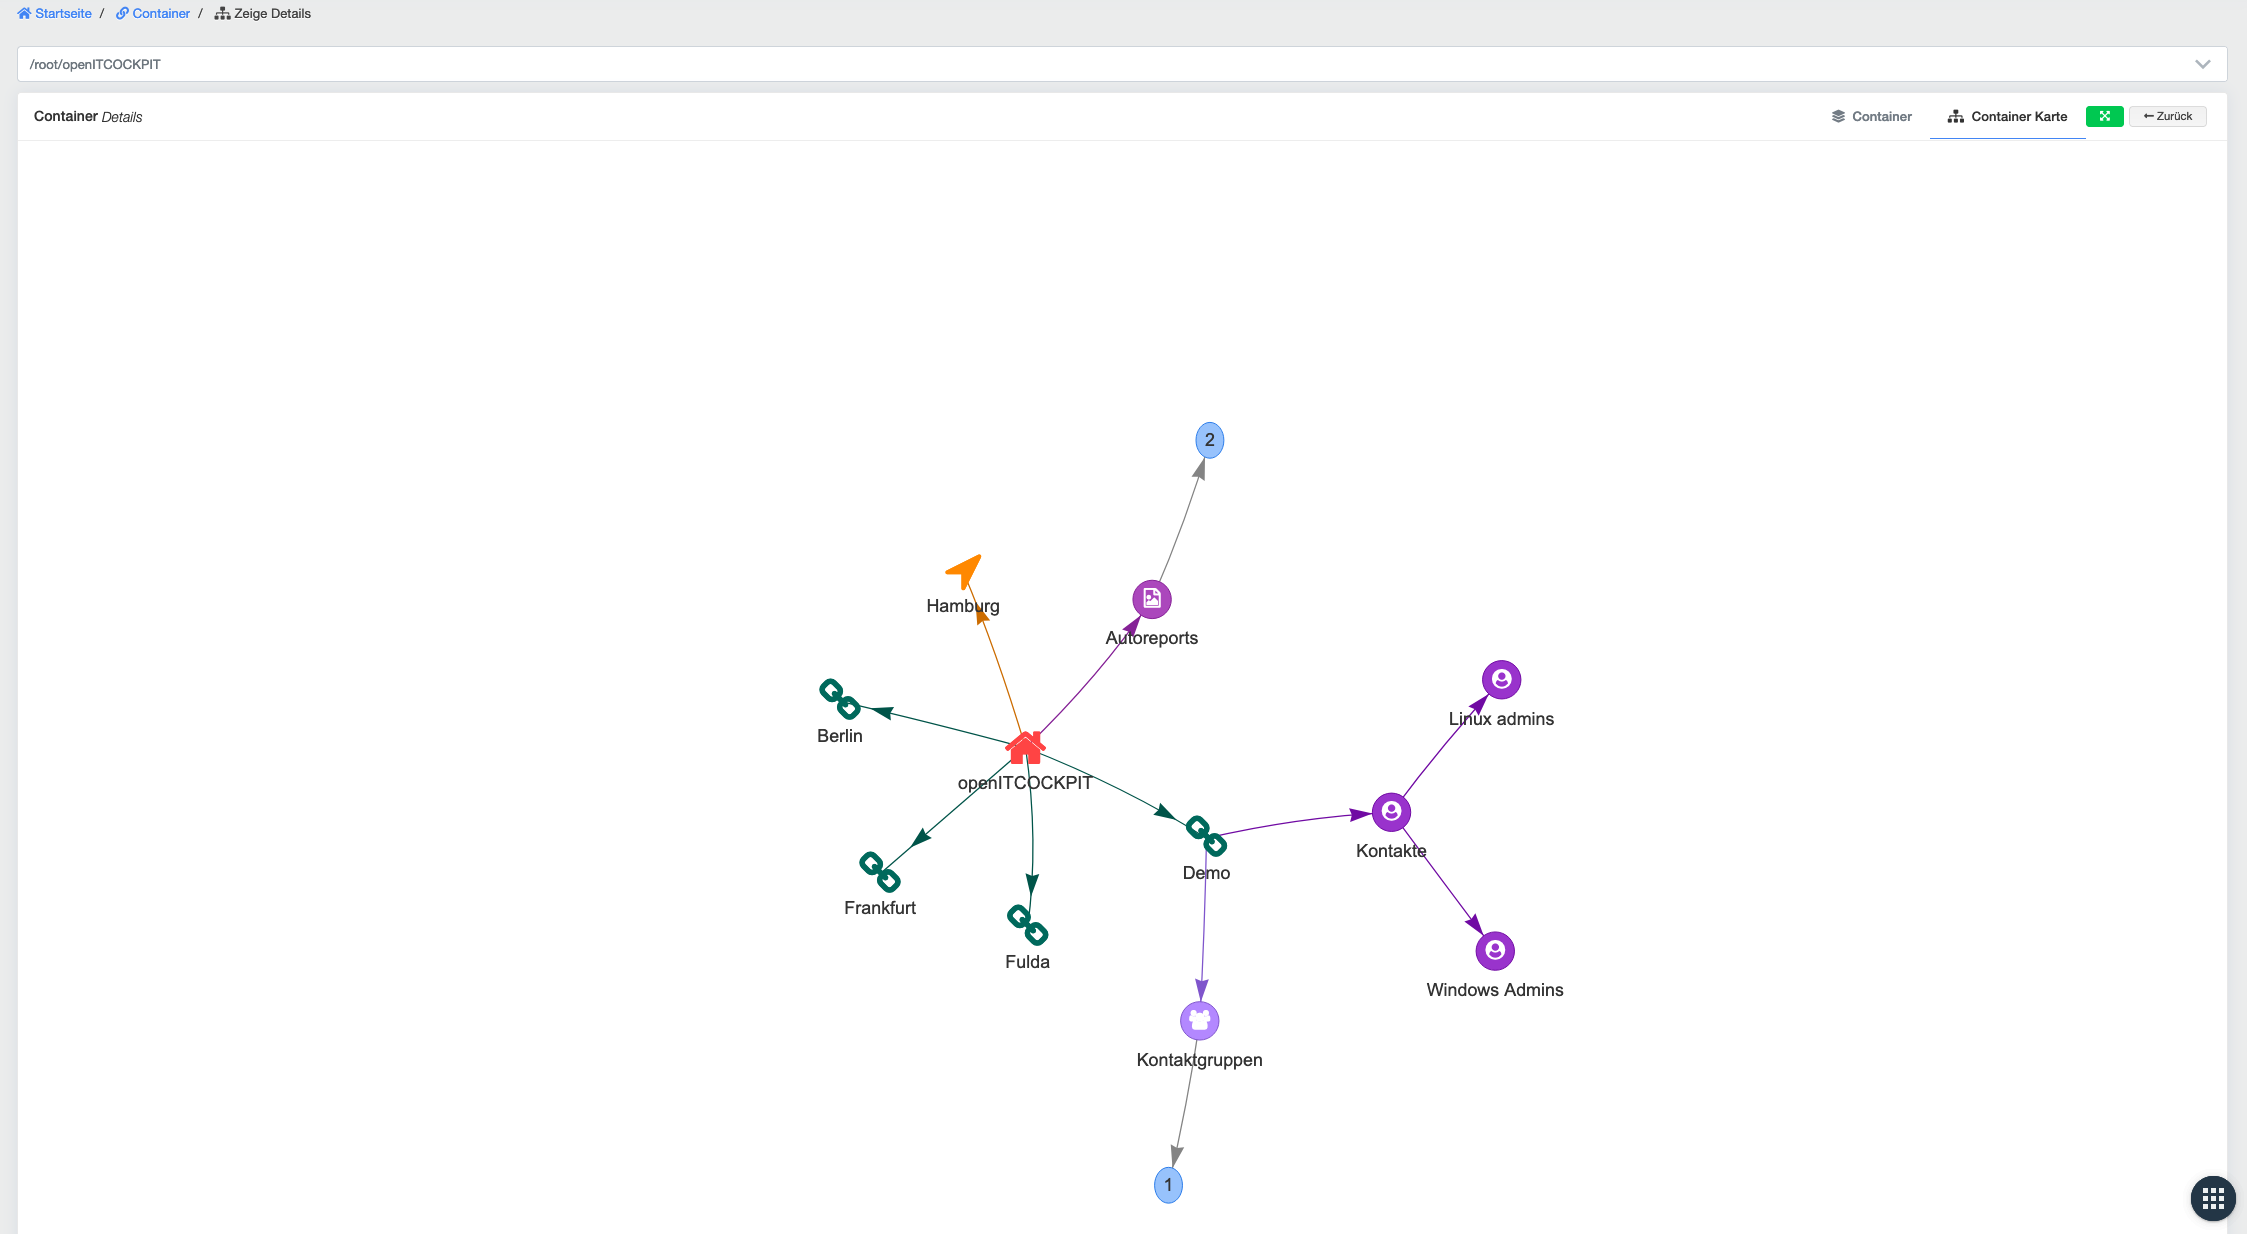 Startseite / Container / Zeige Details
/root/openITCOCKPIT
Container Details
Container
Container Karte
Zurück
2
Hamburg
Autoreports
Linux admins
Berlin
openITCOCKPIT
Kontakte
Demo
Frankfurt
Fulda
Windows Admins
Kontaktgruppen
1